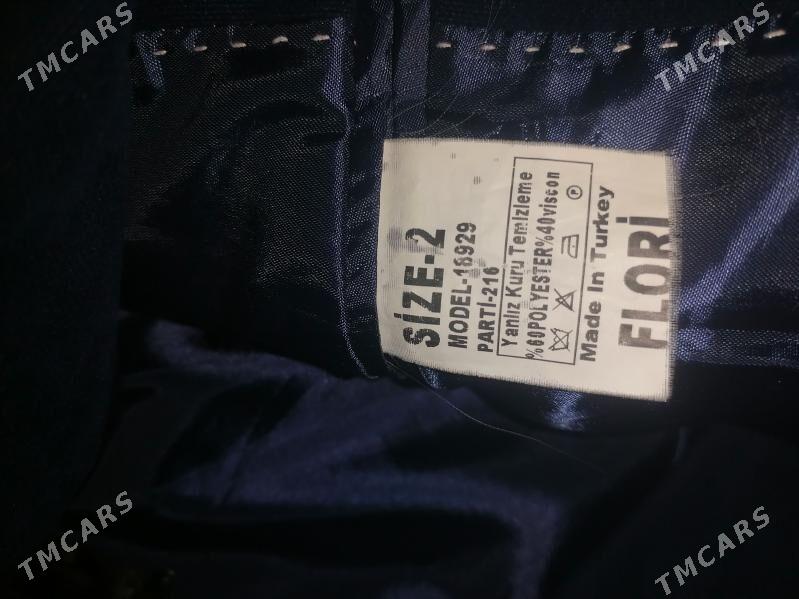 TMCARS
TMCARS
SİZE-2
MODEL-18929
PARTİ-216
Yanlız Kuru Temizleme
%60POLYESTER%40viscon
P
Made In Turkey
FLORİ
TMCARS
TMCARS